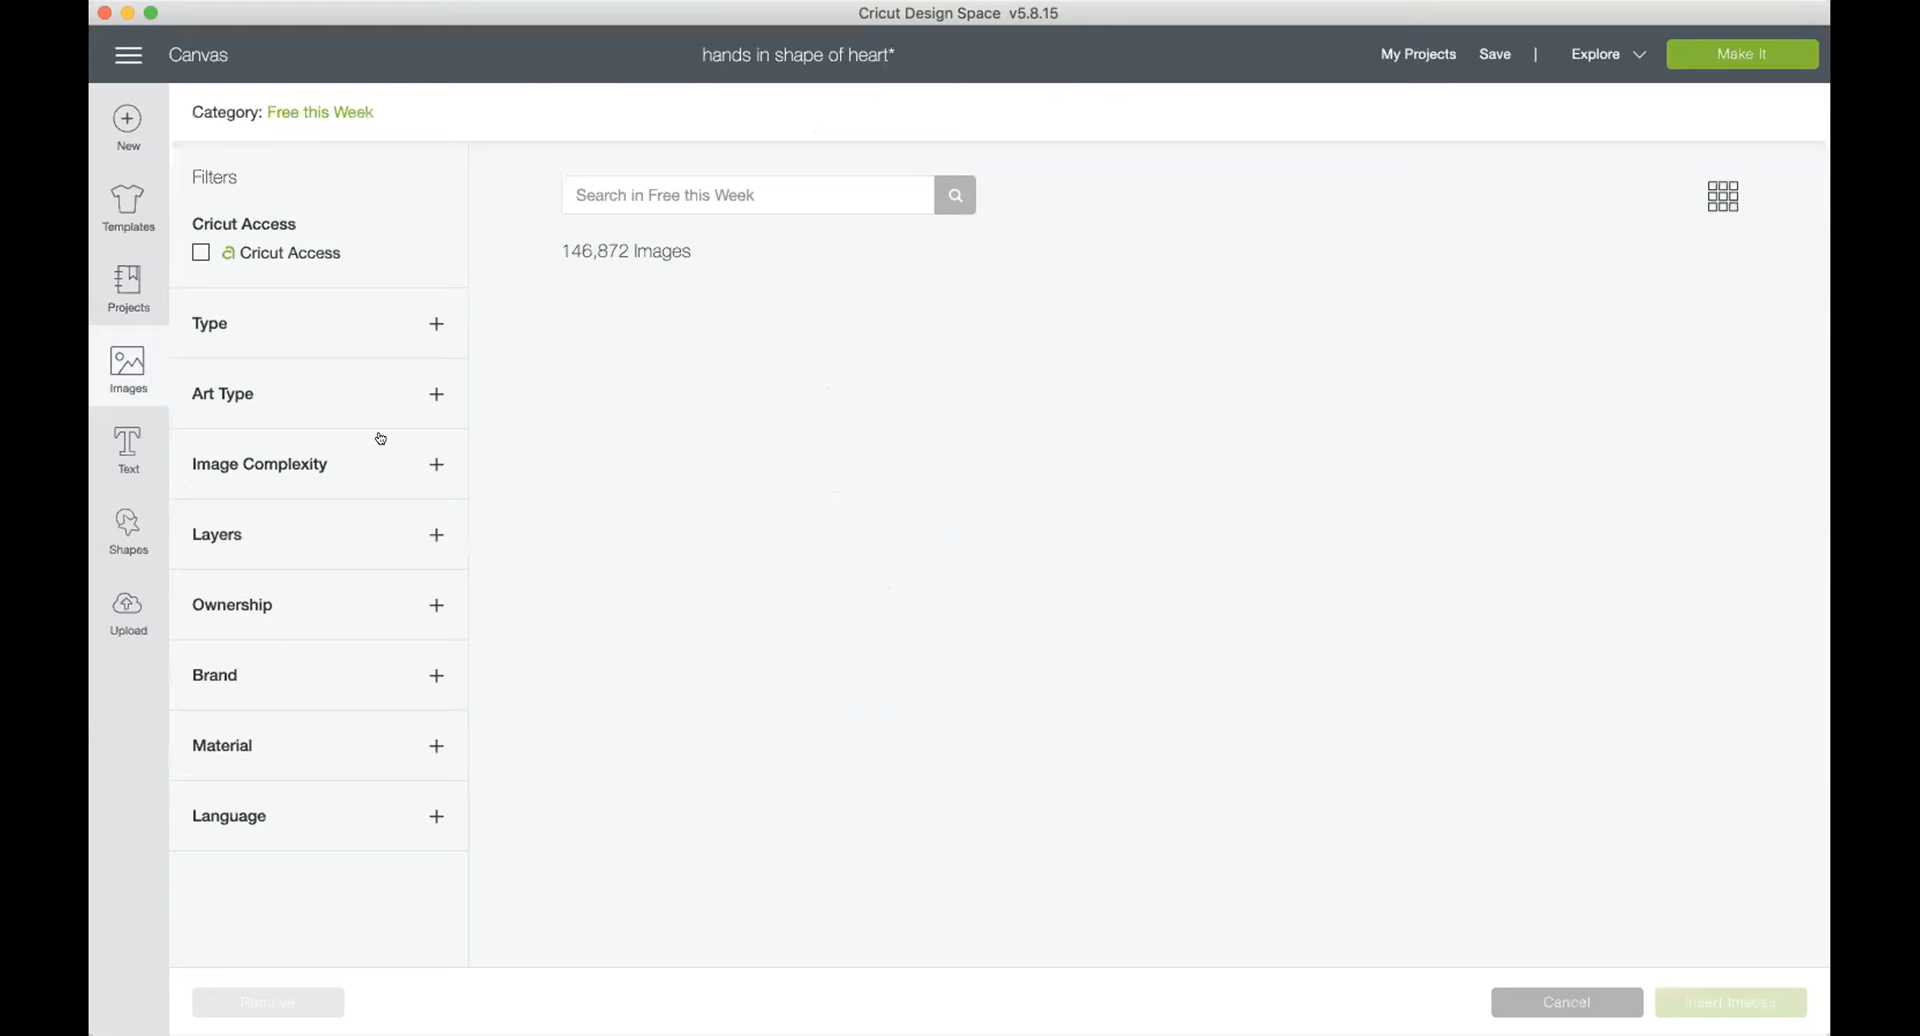 Cricut Design Space v5.8.15
Canvas
hands in shape of heart*
My Projects
Save
|
Explore
Make It
New
Templates
Projects
Images
Text
Shapes
Upload
Category: Free this Week
Filters
Cricut Access
Cricut Access
Type
Art Type
Image Complexity
Layers
Ownership
Brand
Material
Language
Search in Free this Week
146,872 Images
Remove
Cancel
Insert Images